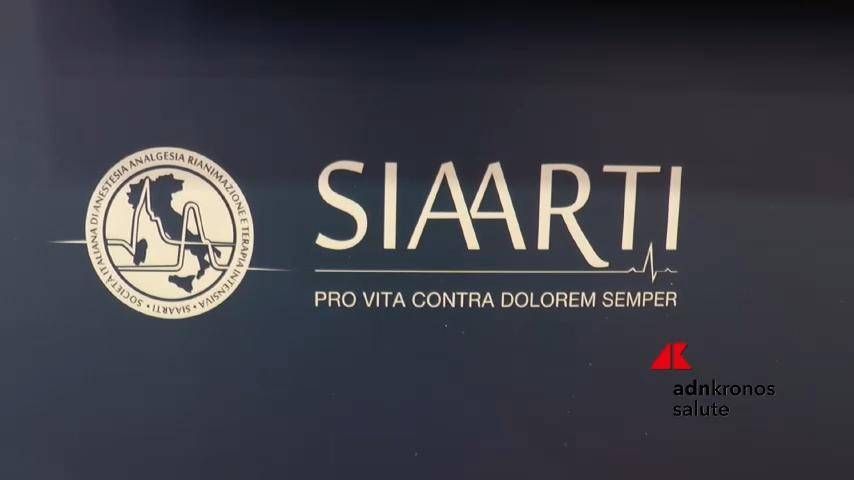 SOCIETÀ ITALIANA DI ANESTESIA ANALGESIA RIANIMAZIONE E TERAPIA INTENSIVA • SIAARTI •
SIAARTI
PRO VITA CONTRA DOLOREM SEMPER
adnkronos
salute